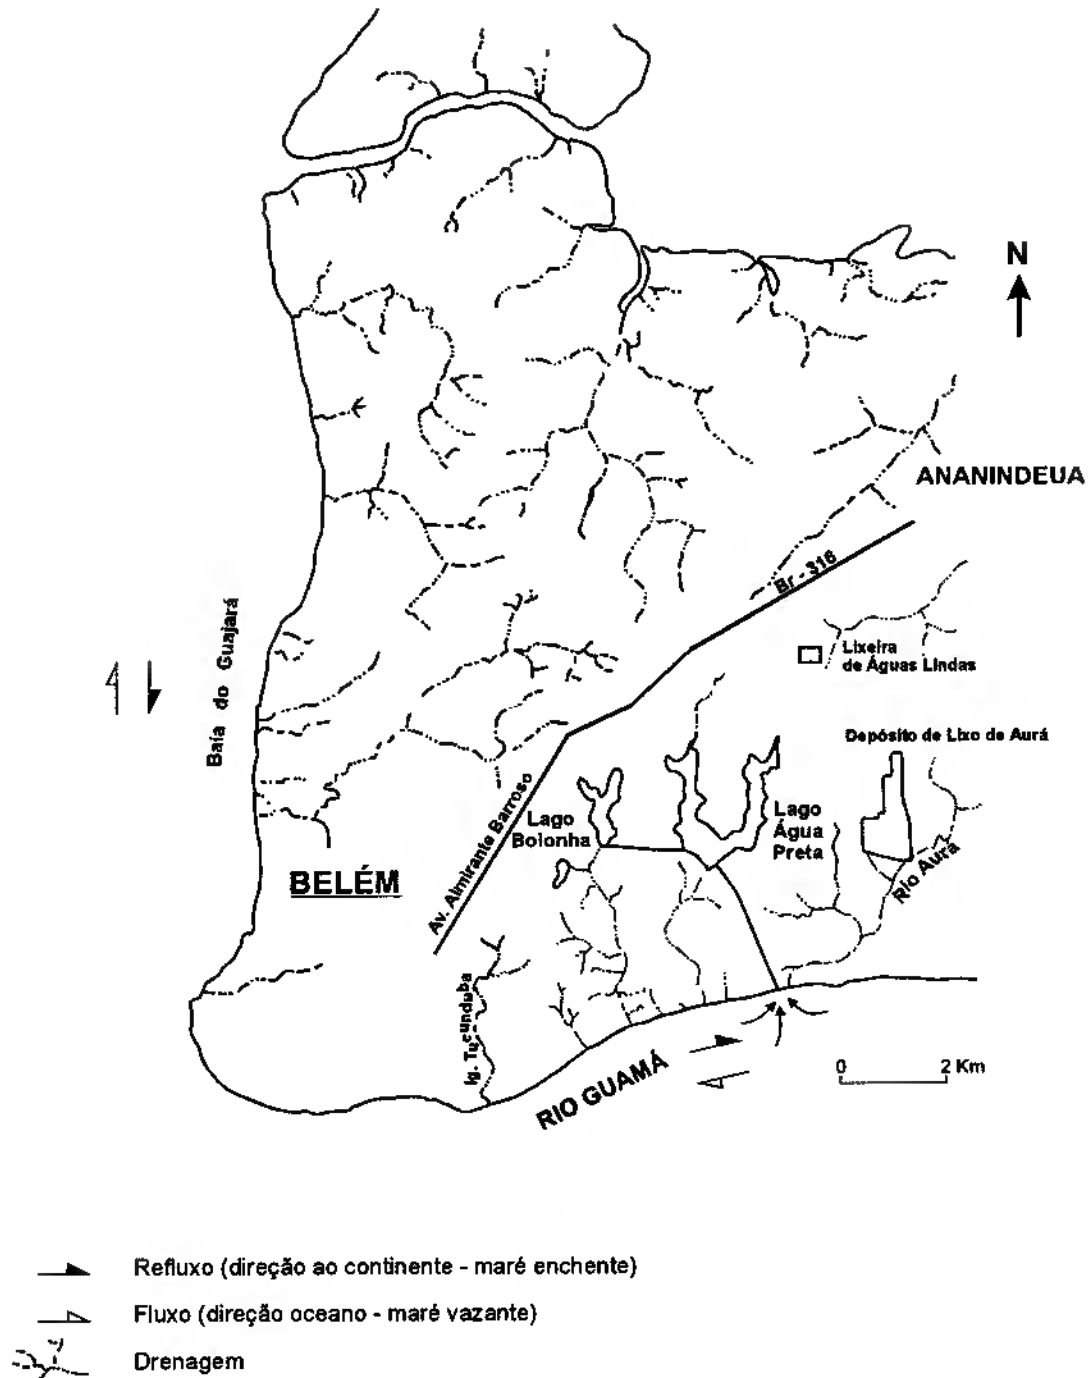 N
ANANINDEUA
Br - 316
Lixeira
de Águas Lindas
Baía do Guajará
Depósito de Lixo de Aurá
Av. Almirante Barroso
Lago
Bolonha
Lago
Água
Preta
Rio Aurá
BELÉM
Ig. Tucunduba
RIO GUAMÁ
0 2 Km
Refluxo (direção ao continente - maré enchente)
Fluxo (direção oceano - maré vazante)
Drenagem